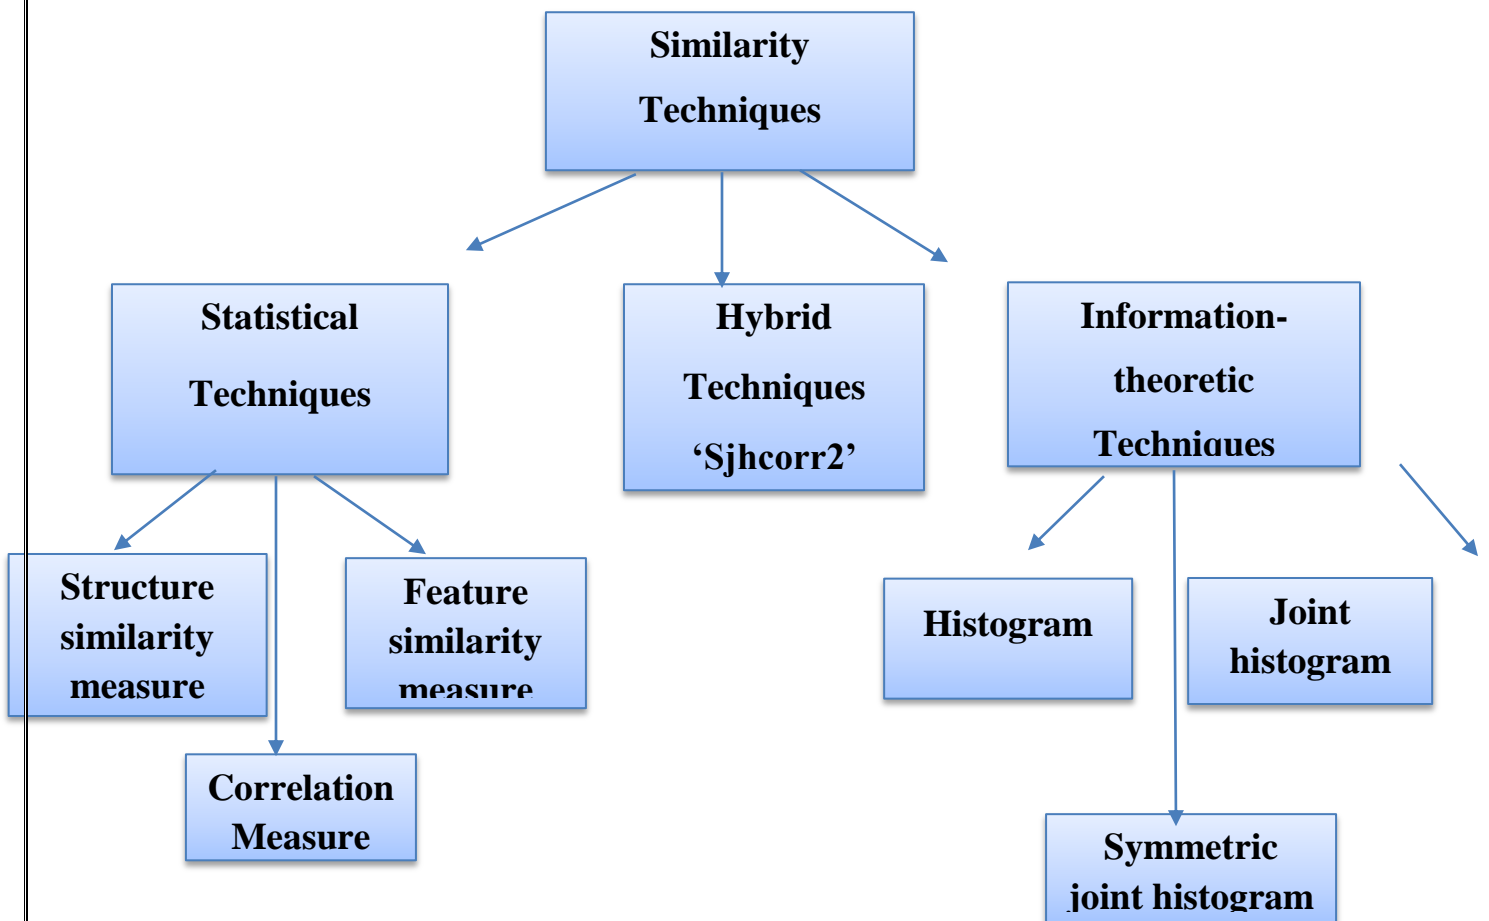 Similarity
Techniques
Statistical
Techniques
Hybrid
Techniques
‘Sjhcorr2’
Information-
theoretic
Techniques
Structure
similarity
measure
Feature
similarity
measure
Histogram
Joint
histogram
Correlation
Measure
Symmetric
joint histogram